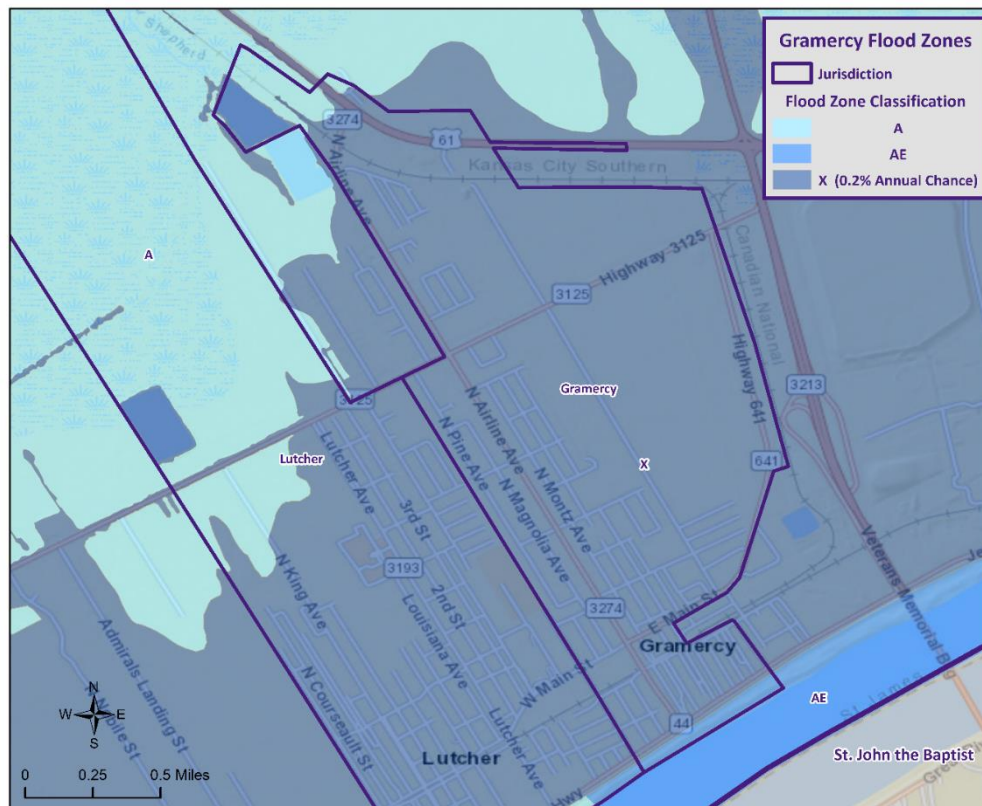 Gramercy Flood Zones
Jurisdiction
Flood Zone Classification
A
AE
X (0.2% Annual Chance)
Shepherd
3274
N Airline Ave
61
Kansas City Southern
A
Highway 3125
3125
Canadian National
Highway 641
3213
Gramercy
3125
Lutcher
X
641
Lutcher Ave
N Pine Ave
N Airline Ave
N Magnolia Ave
N Montz Ave
3rd St
3193
2nd St
Louisiana Ave
N King Ave
Veterans Memorial
3274
E Main St
Gramercy
Admirals Landing St
N Courseault St
W Main St
Lutcher Ave
44
AE
St. James
Lutcher
Hwy
St. John the Baptist
N
W E
S
0 0.25 0.5 Miles